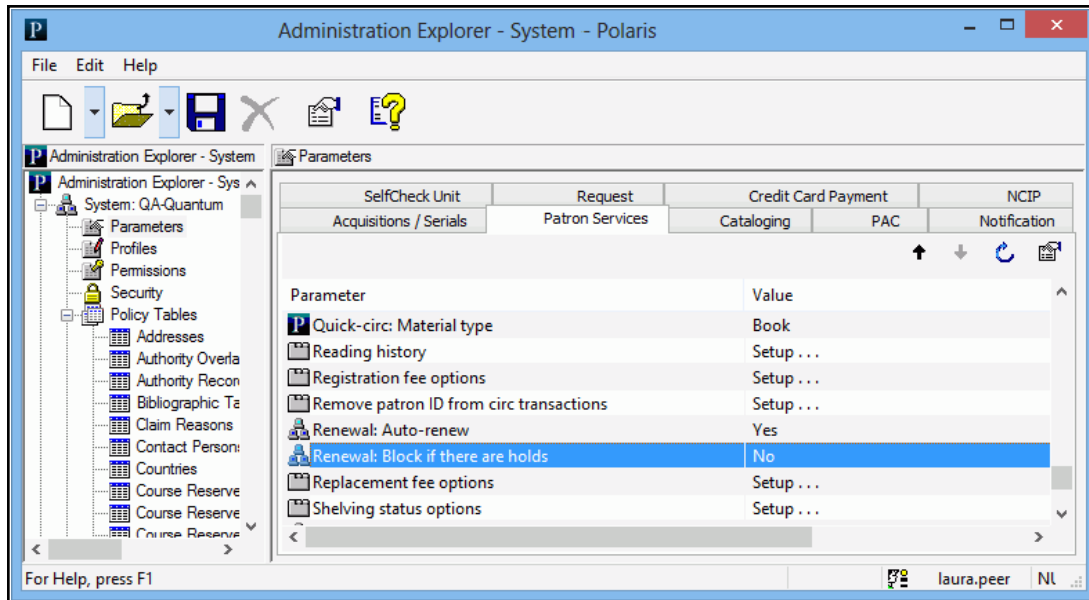 Administration Explorer - System - Polaris
File Edit Help
Administration Explorer - System
Parameters
Administration Explorer - Sys
System: QA-Quantum
Parameters
Profiles
Permissions
Security
Policy Tables
Addresses
Authority Overla
Authority Recon
Bibliographic Ta
Claim Reasons
Contact Person
Countries
Course Reserve
Course Reserve
Course Reserve
SelfCheck Unit Request Credit Card Payment NCIP
Acquisitions / Serials Patron Services Cataloging PAC Notification
Parameter Value
Quick-circ: Material type Book
Reading history Setup . . .
Registration fee options Setup . . .
Remove patron ID from circ transactions Setup . . .
Renewal: Auto-renew Yes
Renewal: Block if there are holds No
Replacement fee options Setup . . .
Shelving status options Setup . . .
For Help, press F1 laura.peer